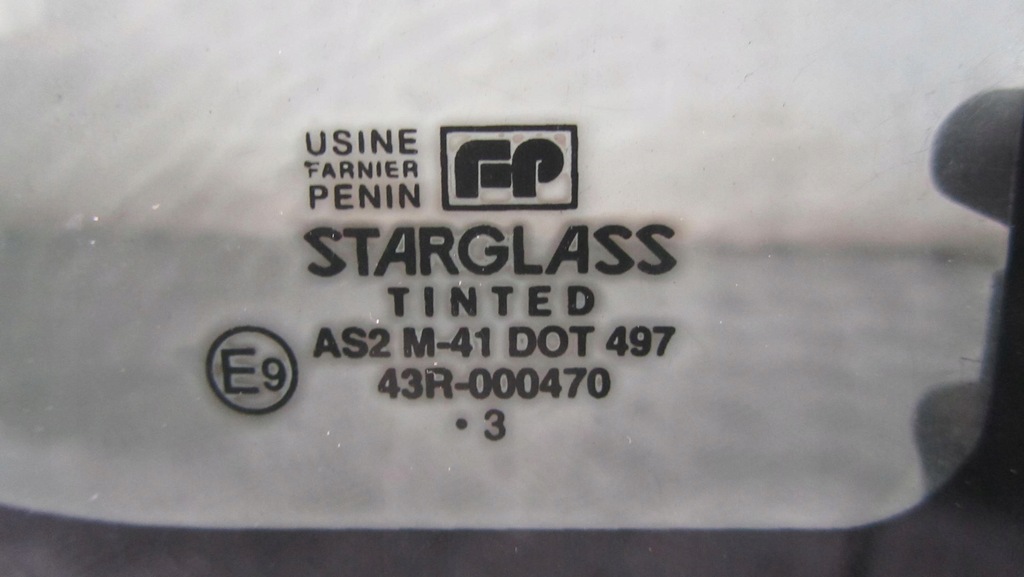 USINE
FARNIER
PENIN
FP
STARGLASS
TINTED
E9
AS2 M-41 DOT 497
43R-000470
· 3